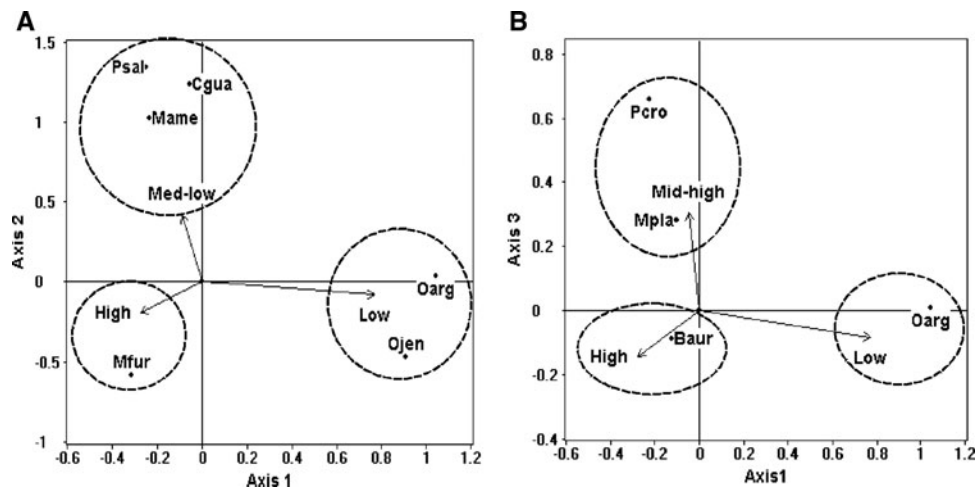 A
1.5
1
0.5
0
-0.5
-1
Axis 2
Psal
Cgua
Mame
Med-low
High
Mfur
Low
Oarg
Ojen
-0.6 -0.4 -0.2 0 0.2 0.4 0.6 0.8 1 1.2
Axis 1
B
0.8
0.6
0.4
0.2
0
-0.2
-0.4
Axis 3
Pcro
Mid-high
Mpla
Baur
High
Oarg
Low
-0.6 -0.4 -0.2 0 0.2 0.4 0.6 0.8 1 1.2
Axis1